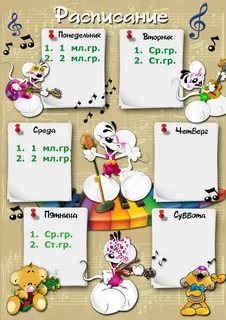 Расписание
Понедельник
1. 1 мл.гр.
2. 2 мл.гр.
Вторник
1. Ср.гр.
2. Ст.гр.
Среда
1. 1 мл.гр.
2. 2 мл.гр.
Четверг
Пятница
1. Ср.гр.
2. Ст.гр.
Суббота